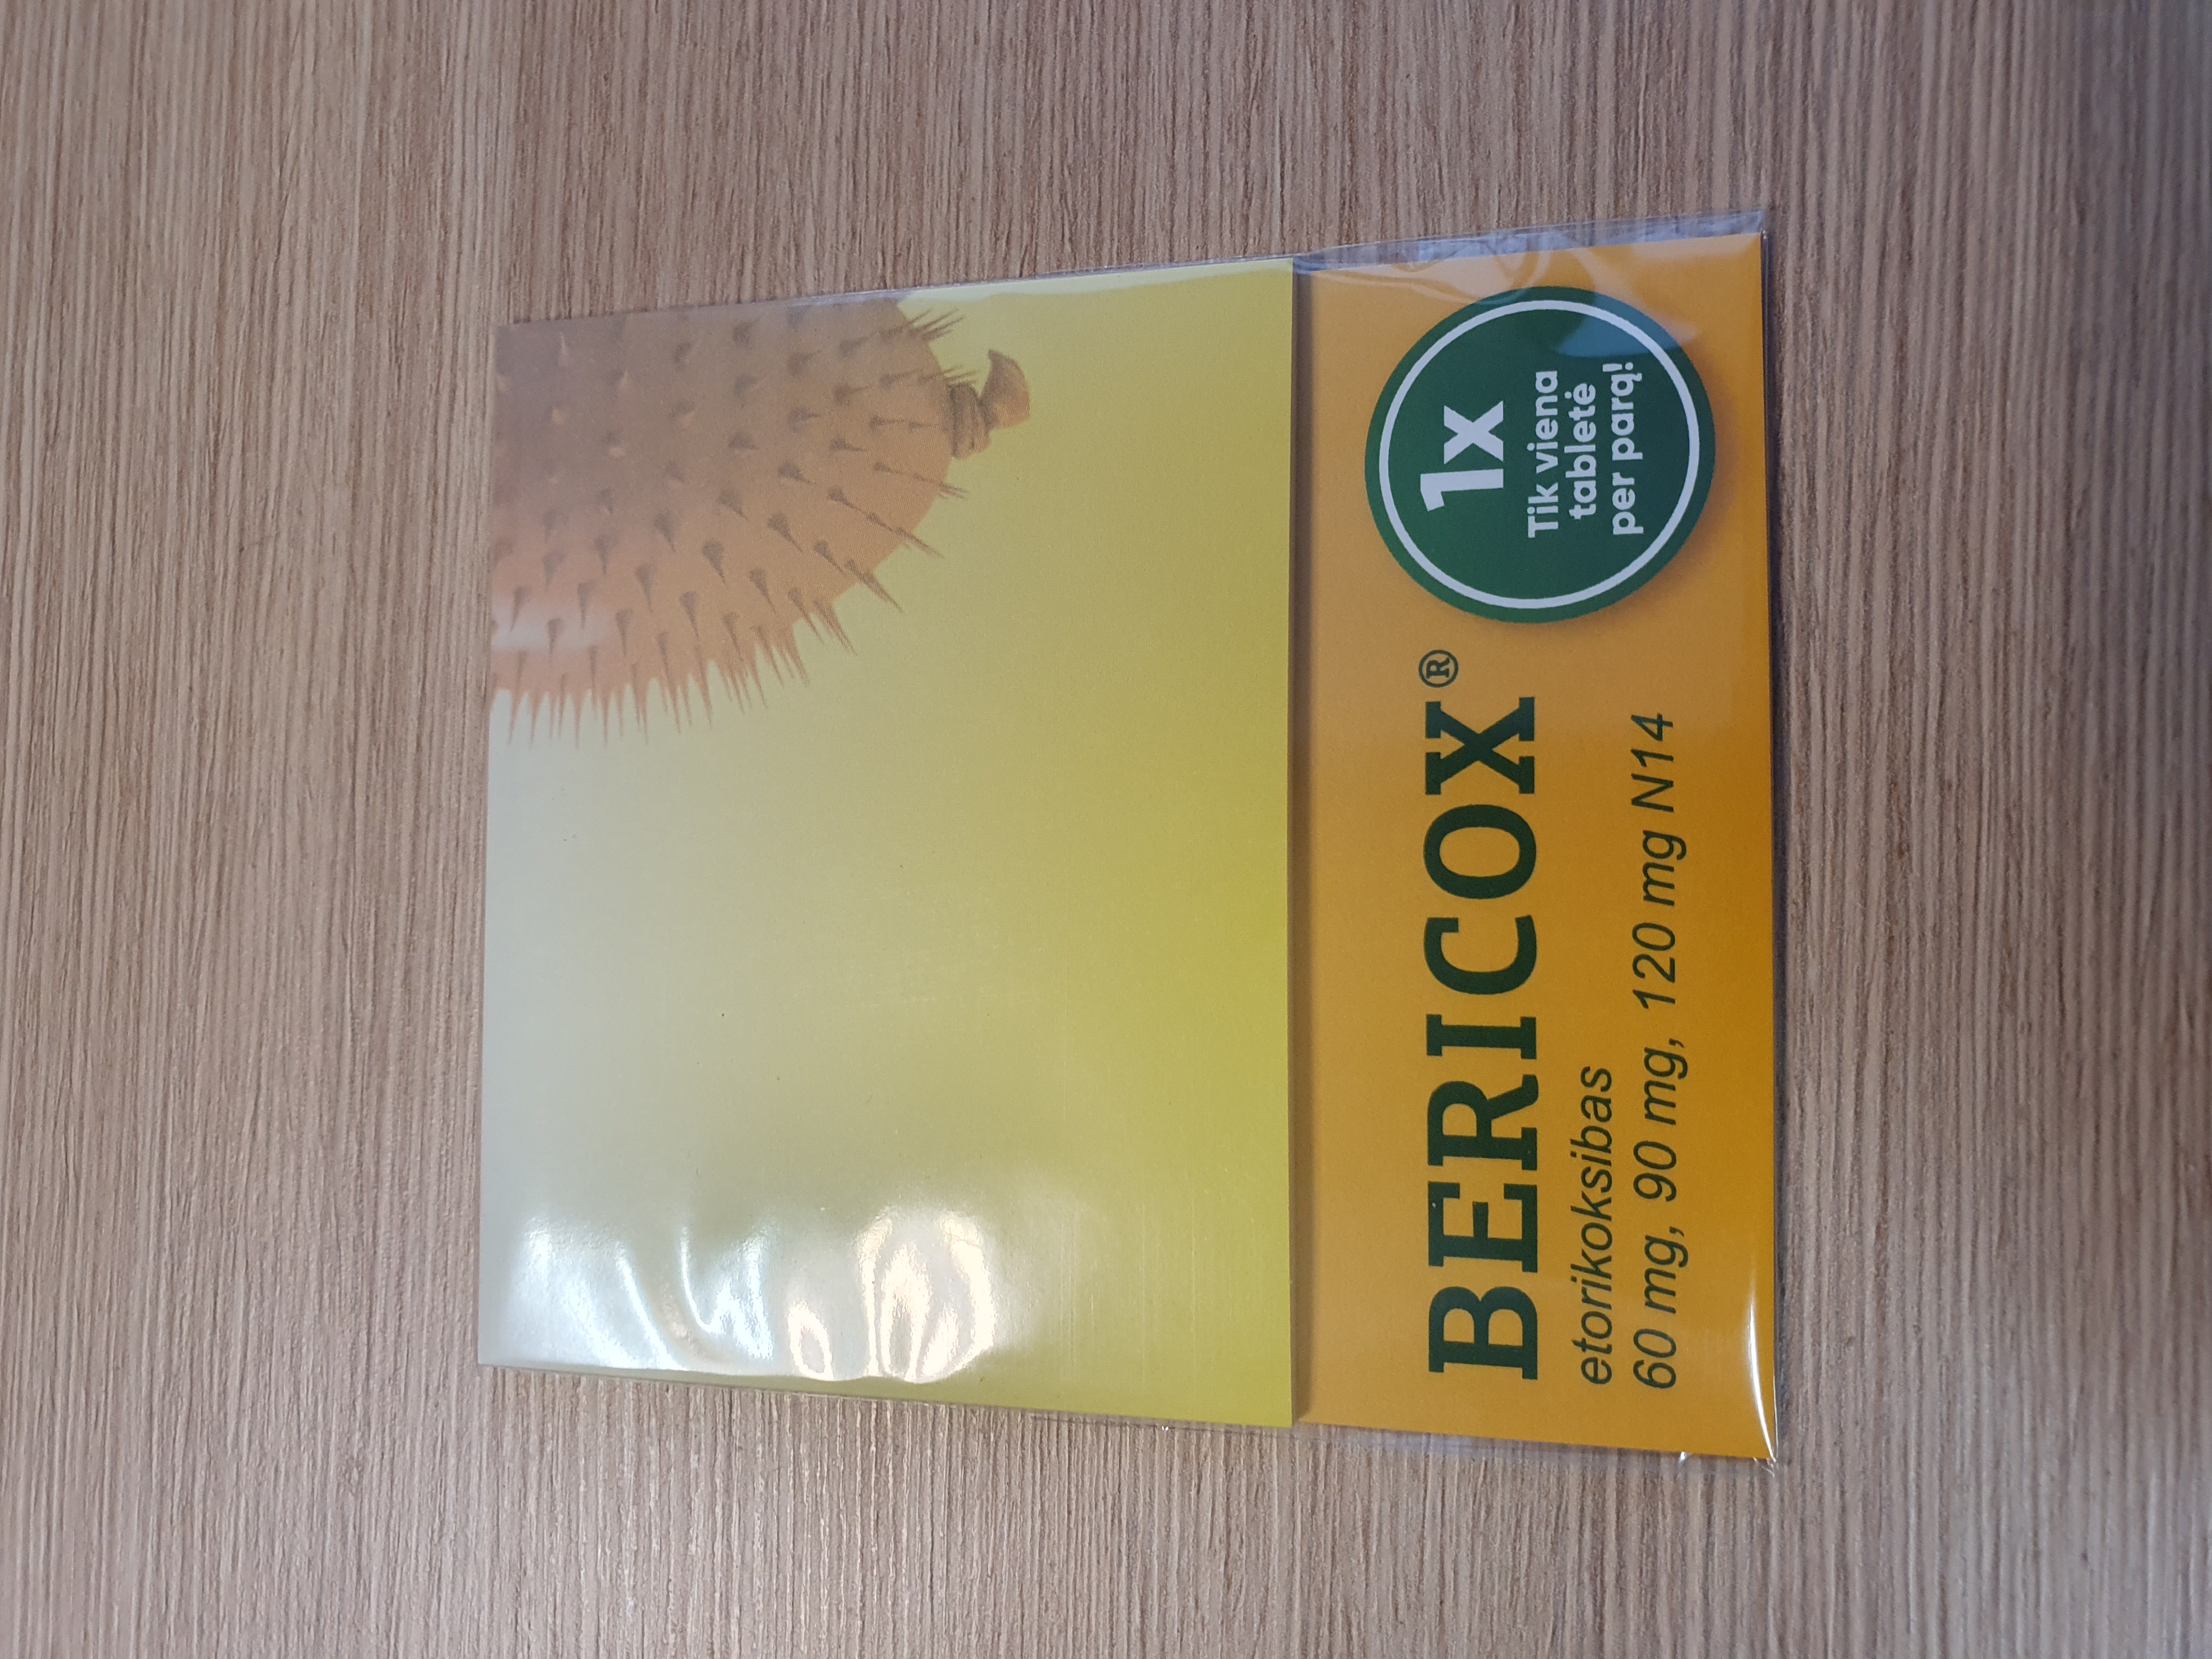 BERICOX®
etorikoksibas
60 mg, 90 mg, 120 mg N14
1x
Tik viena
tabletė
per parą!